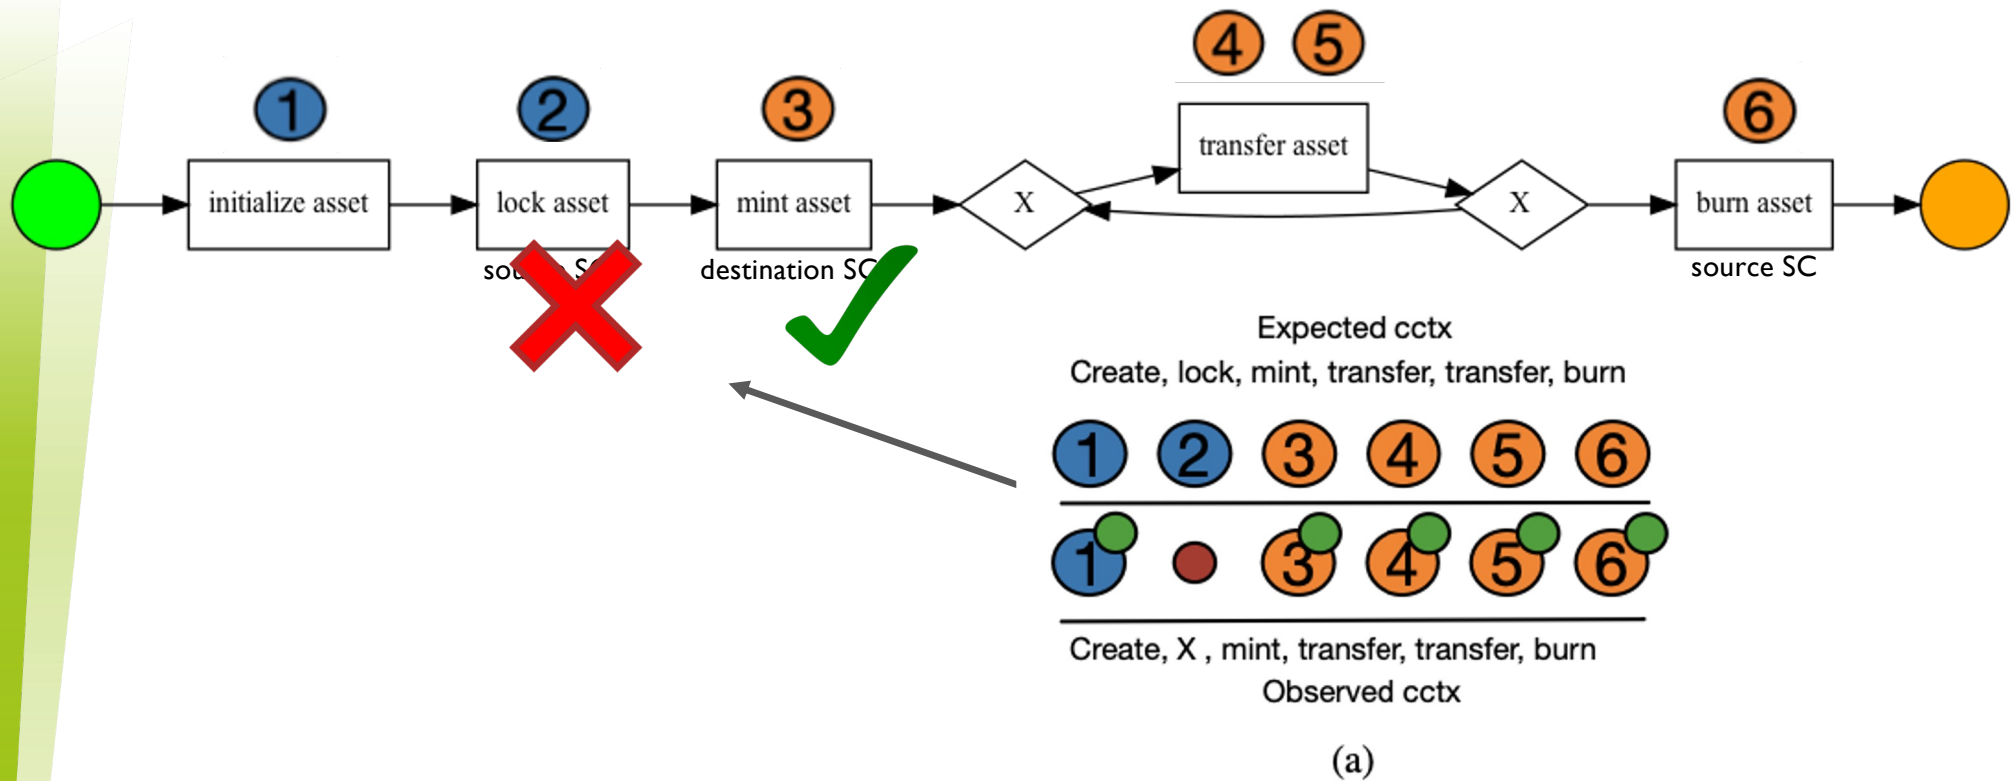 4 5
1 2 3 6
transfer asset
initialize asset
lock asset
mint asset
X
X
burn asset
destination SC
source SC
Expected cctx
Create, lock, mint, transfer, transfer, burn
1 2 3 4 5 6
1 3 4 5 6
Create, X , mint, transfer, transfer, burn
Observed cctx
(a)